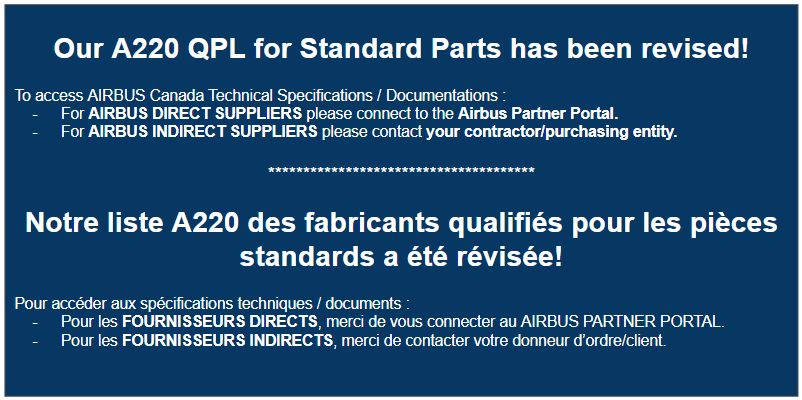 Our A220 QPL for Standard Parts has been revised!
To access AIRBUS Canada Technical Specifications / Documentations :
- For AIRBUS DIRECT SUPPLIERS please connect to the Airbus Partner Portal.
- For AIRBUS INDIRECT SUPPLIERS please contact your contractor/purchasing entity.
**************************************
Notre liste A220 des fabricants qualifiés pour les pièces
standards a été révisée!
Pour accéder aux spécifications techniques / documents :
- Pour les FOURNISSEURS DIRECTS, merci de vous connecter au AIRBUS PARTNER PORTAL.
- Pour les FOURNISSEURS INDIRECTS, merci de contacter votre donneur d'ordre/client.